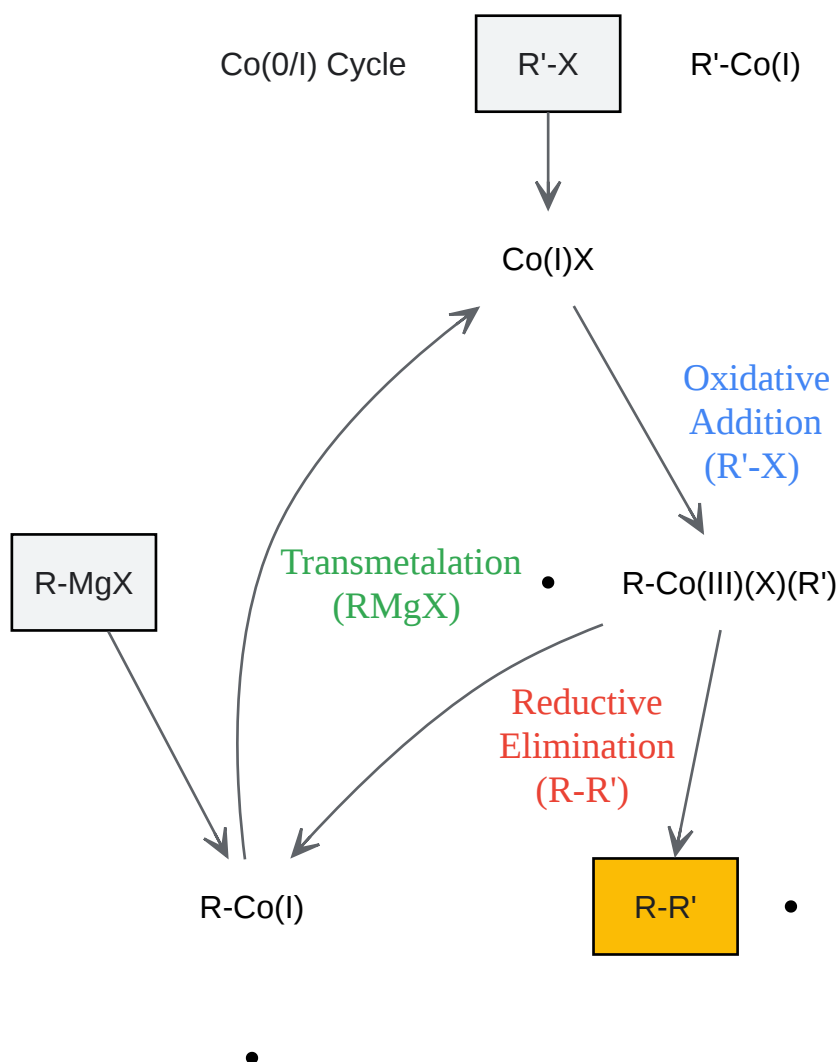 Co(0/I) Cycle
R'-X
R'-Co(I)
Co(I)X
Oxidative
Addition
(R'-X)
Transmetalation
(RMgX)
R-MgX
R-Co(III)(X)(R')
Reductive
Elimination
(R-R')
R-Co(I)
R-R'